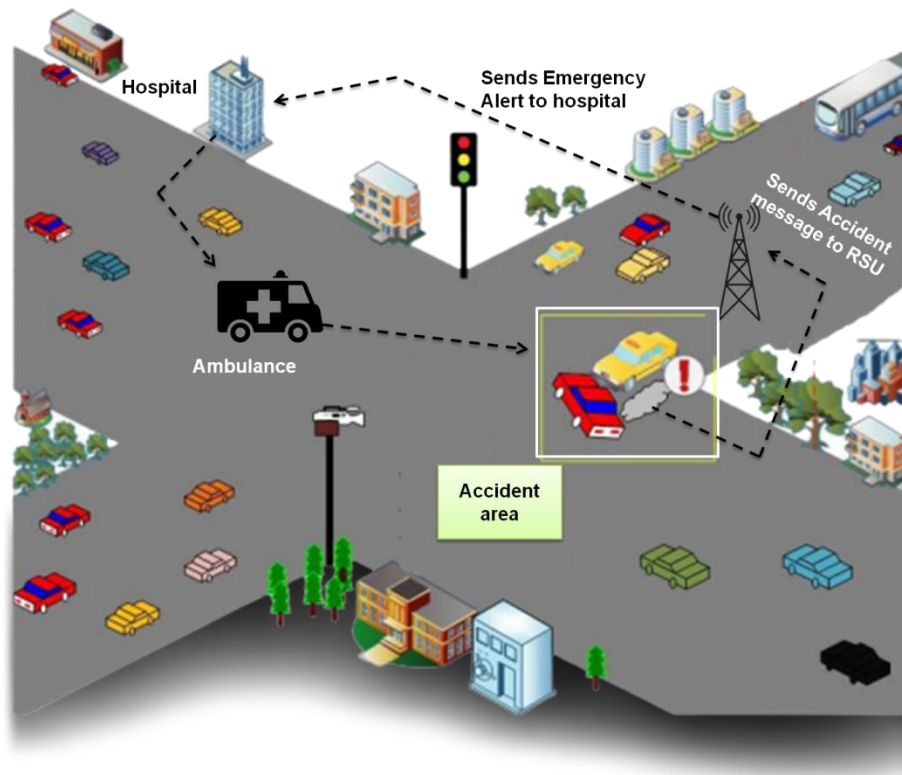 Hospital
Sends Emergency
Alert to hospital
Sends Accident
message to RSU
Ambulance
Accident
area